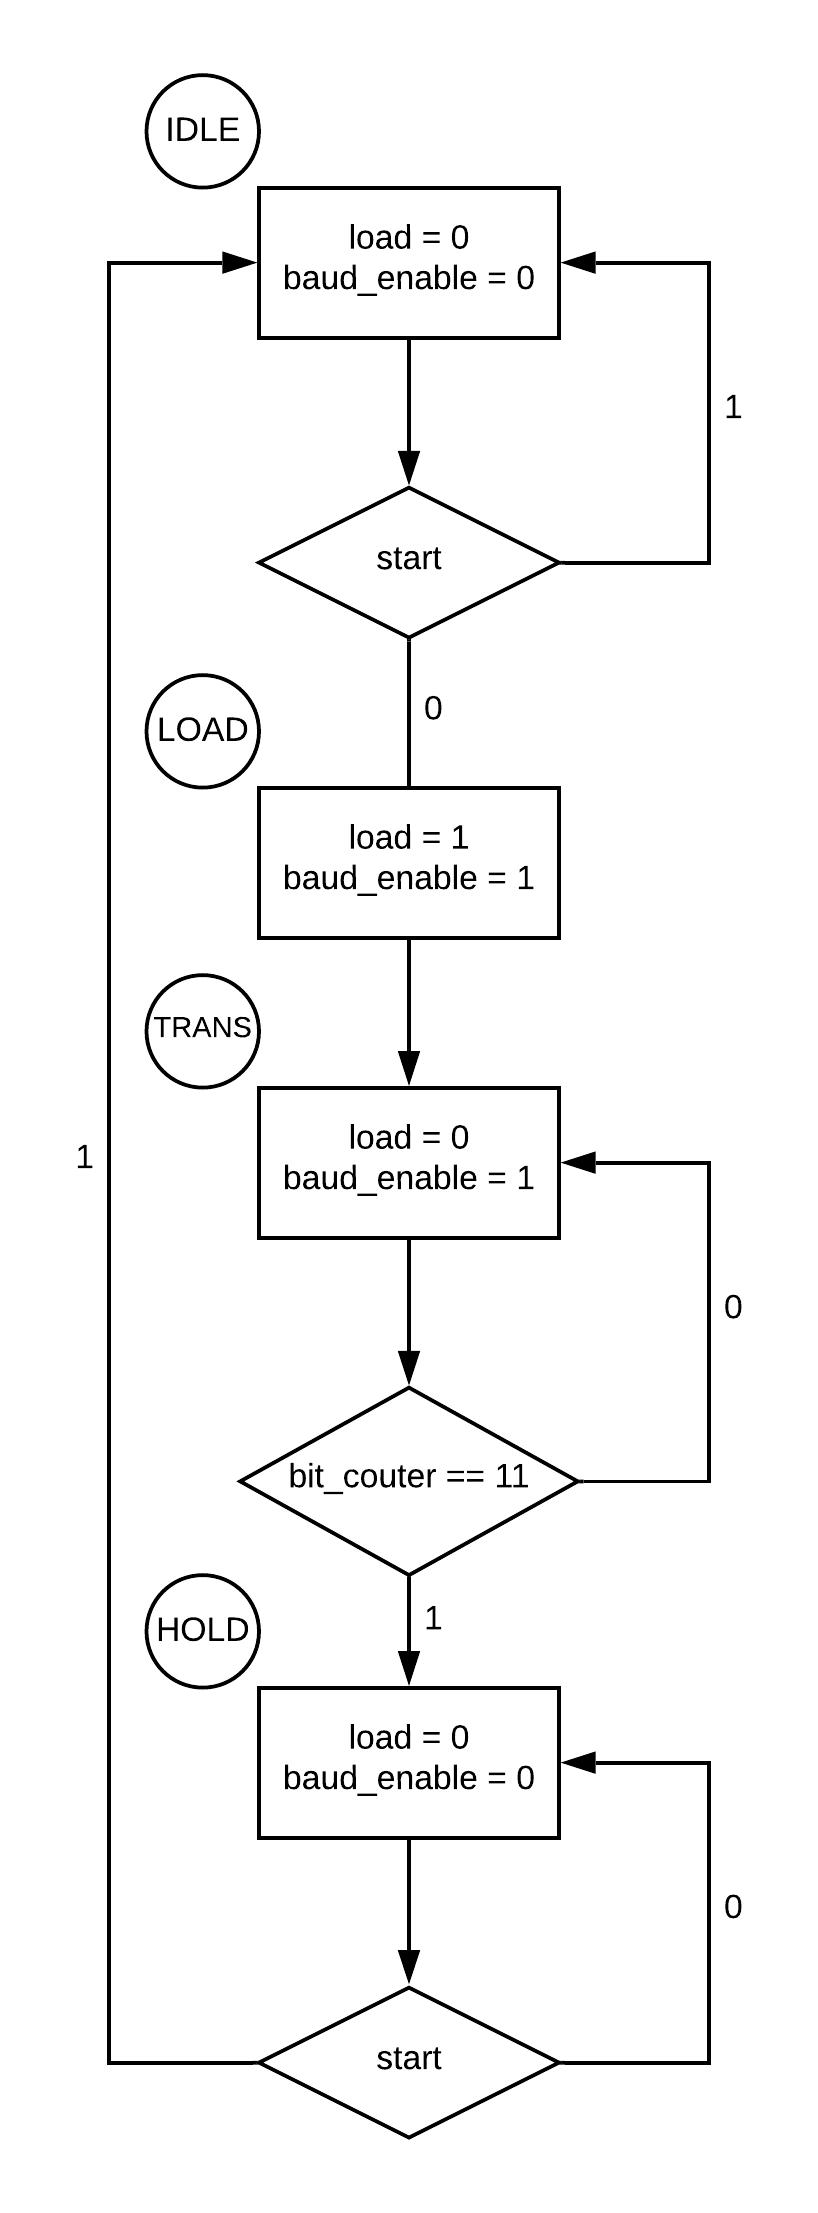 IDLE
load = 0
baud_enable = 0
1
start
0
LOAD
load = 1
baud_enable = 1
TRANS
load = 0
baud_enable = 1
1
0
bit_couter == 11
1
HOLD
load = 0
baud_enable = 0
0
start